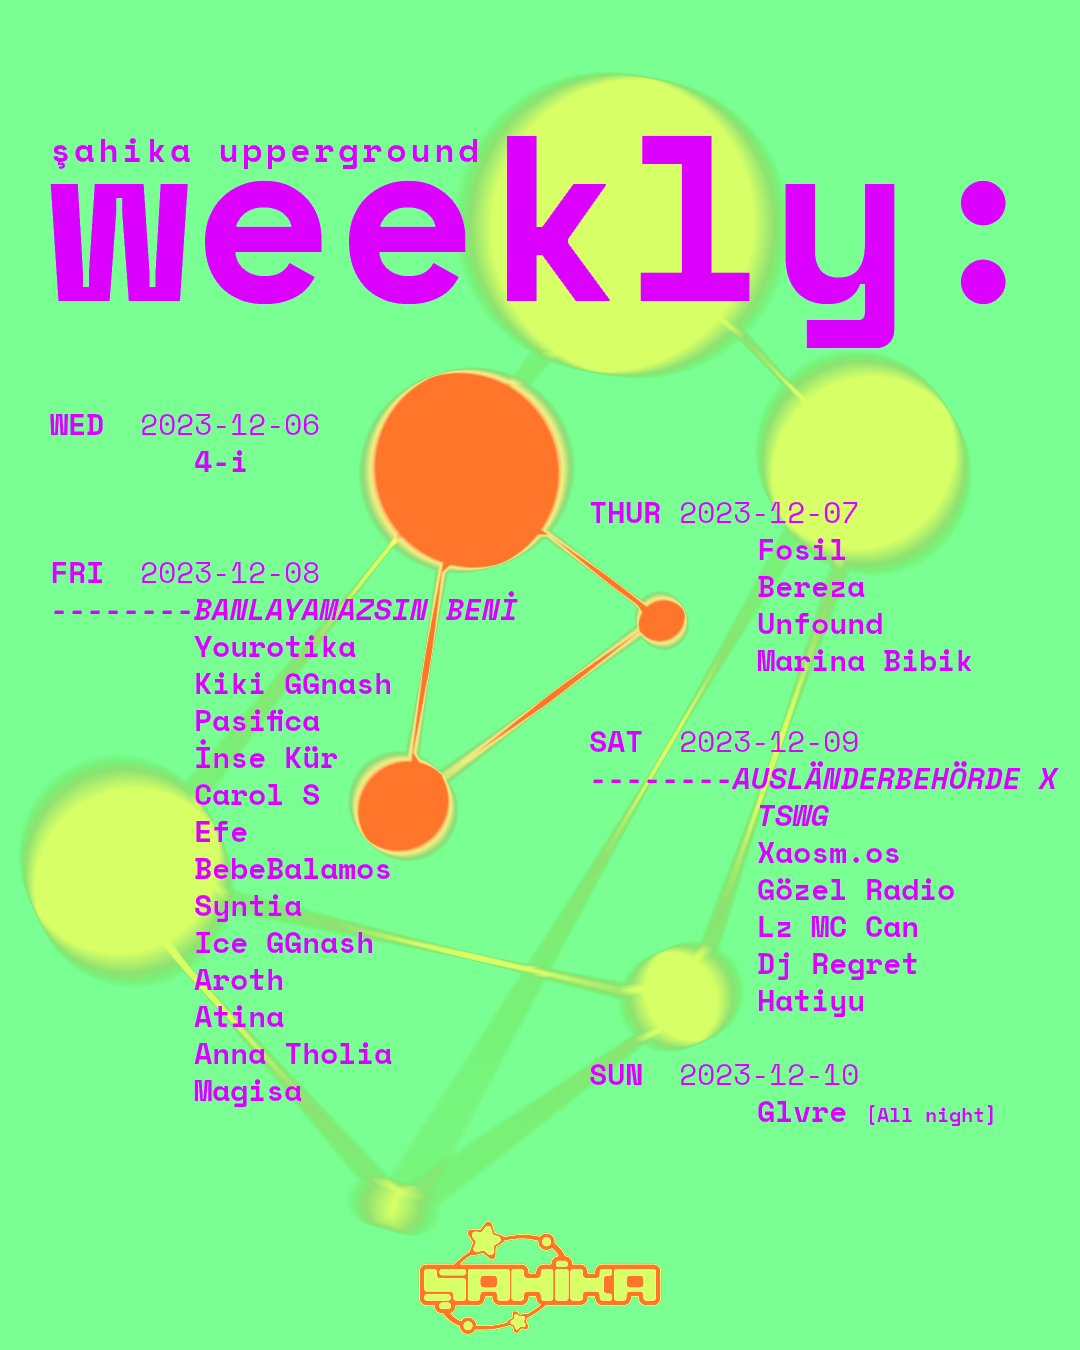 şahika upperground
weekly:
WED 2023-12-06
4-i
FRI 2023-12-08
--------BANLAYAMAZSIN BENİ
Yourotika
Kiki GGnash
Pasifica
İnse Kür
Carol S
Efe
BebeBalamos
Syntia
Ice GGnash
Aroth
Atina
Anna Tholia
Magisa
THUR 2023-12-07
Fosil
Bereza
Unfound
Marina Bibik
SAT 2023-12-09
--------AUSLÄNDERBEHÖRDE X
TSWG
Xaosm.os
Gözel Radio
Lz MC Can
Dj Regret
Hatiyu
SUN 2023-12-10
Glvre [All night]
ŞAHİKA